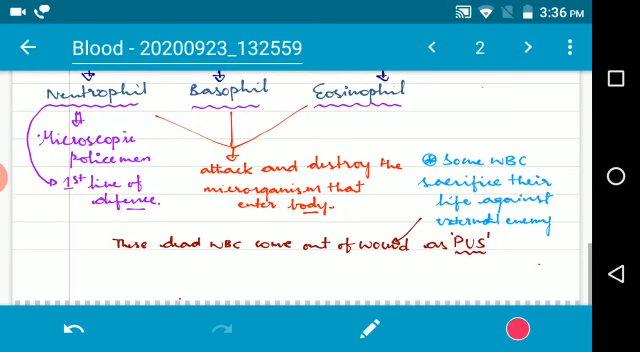 3:36 PM
Blood - 20200923_132559
2
Neutrophil Basophil Eosinophil
Microscopic
policemen
1st line of
defence.
attack and destroy the
microorganism that
enter body.
Some WBC
sacrifice their
life against
external enemy
These dead WBC come out of wound as 'PUS'